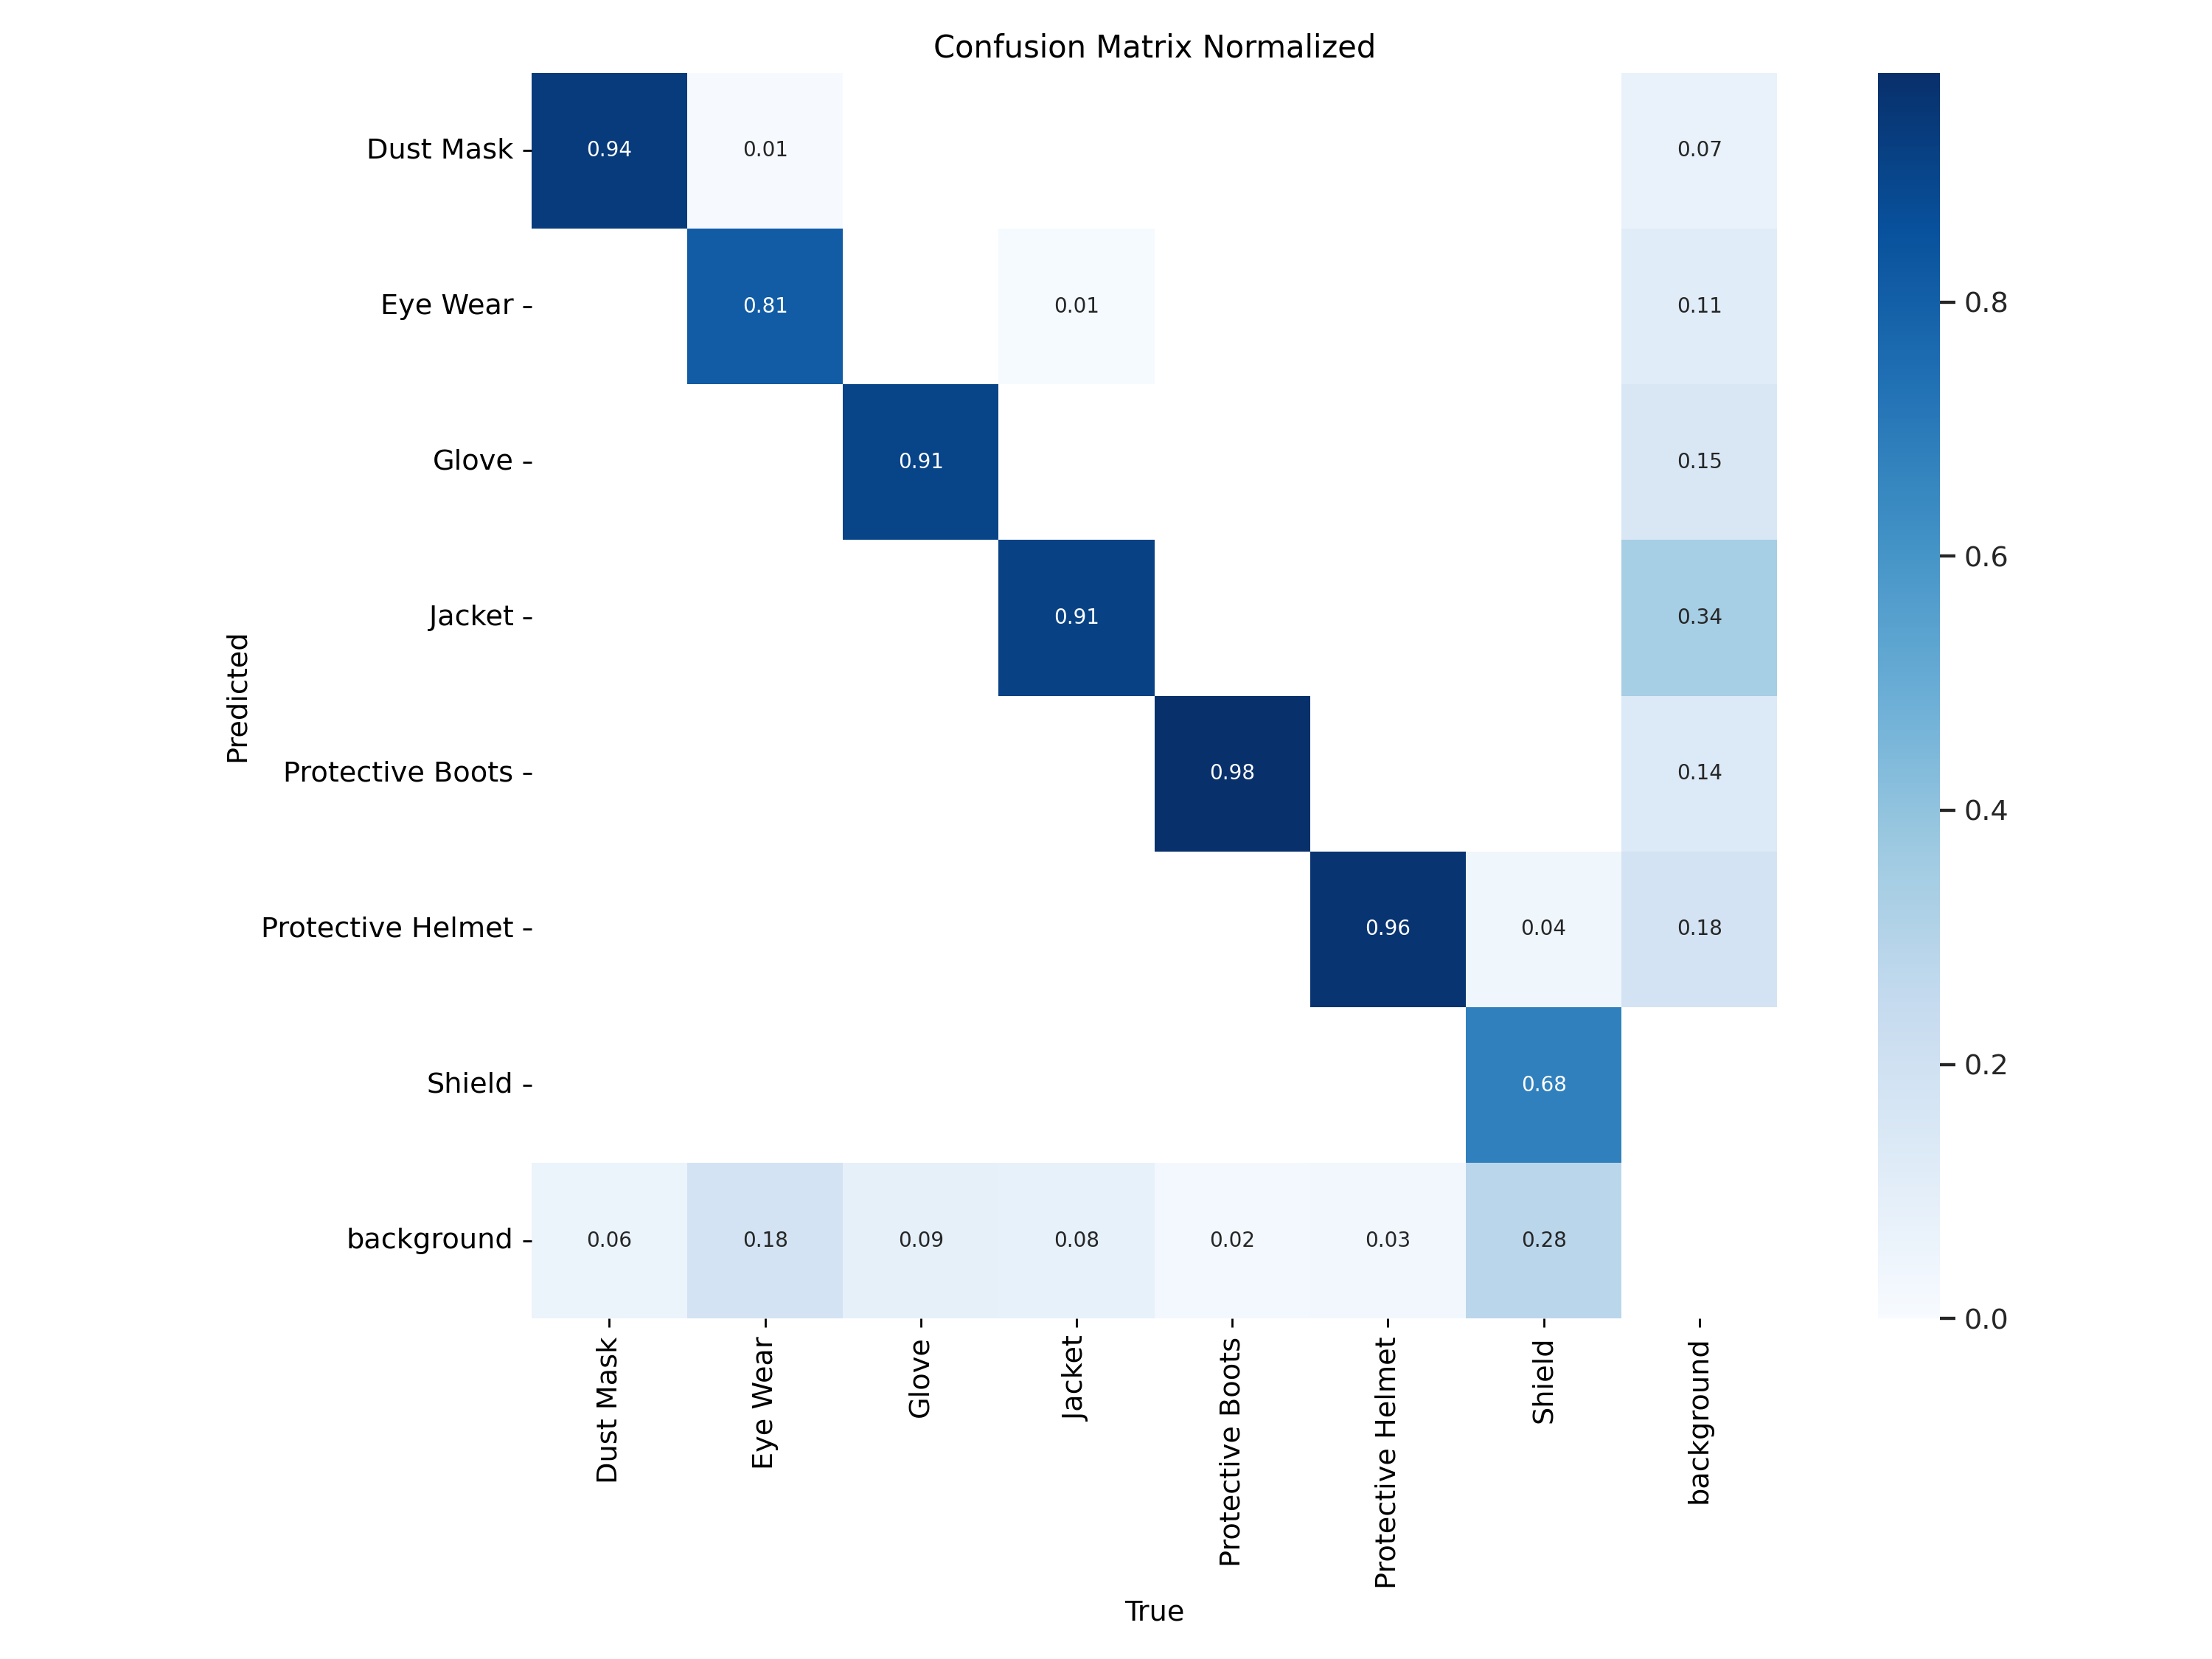 Confusion Matrix Normalized
Dust Mask 0.94 0.01 0.07
Eye Wear 0.81 0.01 0.11 0.8
Glove 0.91 0.15
0.6
Jacket 0.91 0.34
Predicted
Protective Boots 0.98 0.14 0.4
Protective Helmet 0.96 0.04 0.18
Shield 0.68 0.2
background 0.06 0.18 0.09 0.08 0.02 0.03 0.28
0.0
Dust Mask
Eye Wear
Glove
Jacket
Protective Boots
Protective Helmet
Shield
background
True